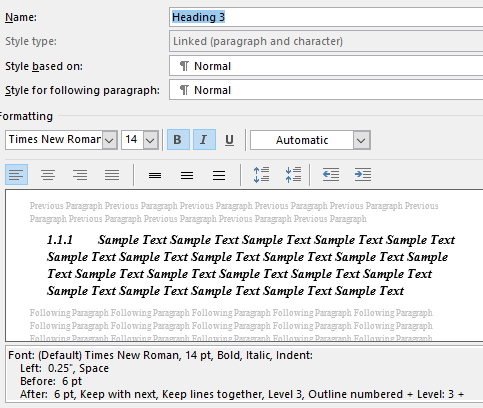 Name: Heading 3
Style type: Linked (paragraph and character)
Style based on: ¶ Normal
Style for following paragraph: ¶ Normal
Formatting
Times New Romar 14 B I U Automatic
Previous Paragraph Previous Paragraph Previous Paragraph Previous Paragraph Previous
Paragraph Previous Paragraph Previous Paragraph Previous Paragraph Previous Paragraph
1.1.1 Sample Text Sample Text Sample Text Sample Text Sample Text
Sample Text Sample Text Sample Text Sample Text Sample Text Sample
Text Sample Text Sample Text Sample Text Sample Text Sample Text
Sample Text Sample Text Sample Text Sample Text Sample Text
Following Paragraph Following Paragraph Following Paragraph Following Paragraph
Following Paragraph Following Paragraph Following Paragraph Following Paragraph
Following Paragraph Following Paragraph Following Paragraph Following Paragraph
Font: (Default) Times New Roman, 14 pt, Bold, Italic, Indent:
Left: 0.25", Space
Before: 6 pt
After: 6 pt, Keep with next, Keep lines together, Level 3, Outline numbered + Level: 3 +